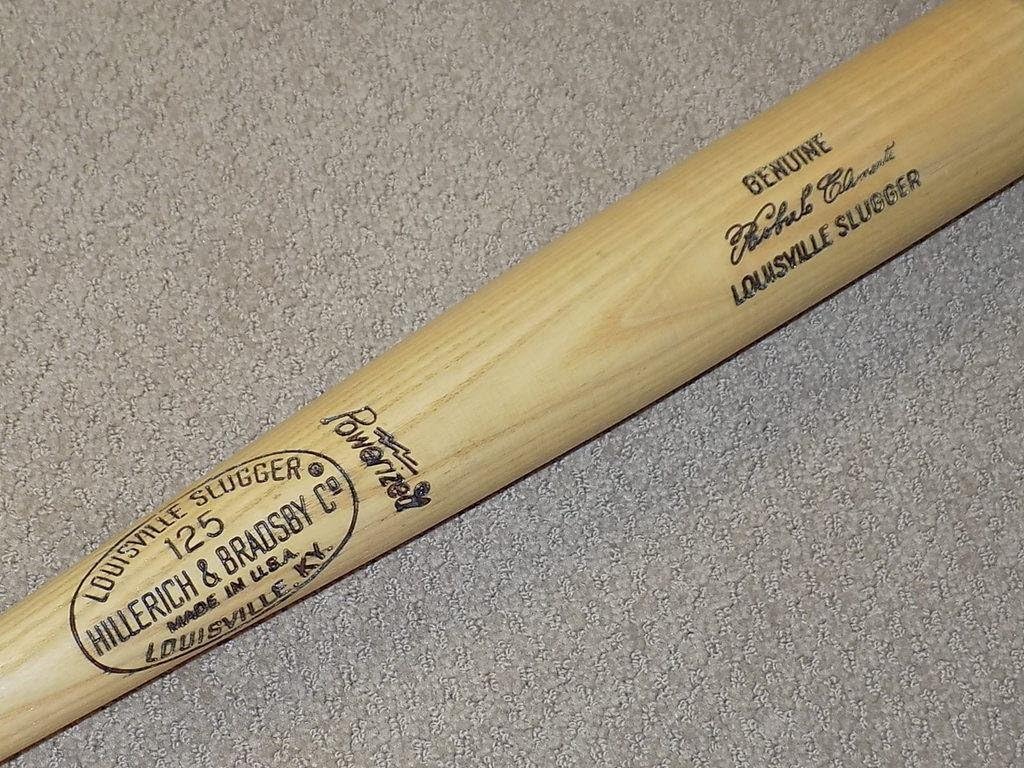 LOUISVILLE SLUGGER ®
125
HILLERICH & BRADSBY Cº
MADE IN U.S.A.
LOUISVILLE. KY.
Powerized
GENUINE
Roberto Clemente
LOUISVILLE SLUGGER